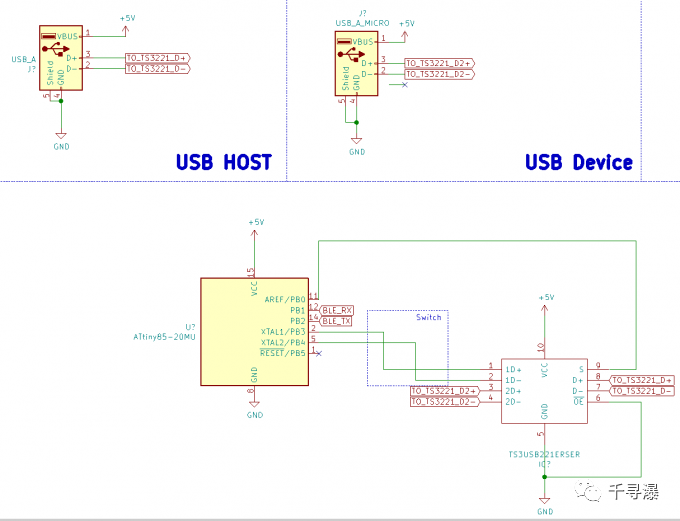 +5V
VBUS 1
USB_A
J?
D+ 3 TO_TS3221_D+
D- 2 TO_TS3221_D-
Shield
GND
5
4
GND
USB HOST
J?
USB_A_MICRO
+5V
VBUS 1
D+ 3 TO_TS3221_D2+
D- 2 TO_TS3221_D2-
Shield
GND
5
4
GND
USB Device
+5V
15
VCC
U?
ATtiny85-20MU
AREF/PB0 11
PB1 12 BLE_RX
PB2 14 BLE_TX
XTAL1/PB3 2
XTAL2/PB4 5
RESET/PB5 1
GND
8
GND
Switch
+5V
10
VCC
1 1D+
2 1D-
TO_TS3221_D2+ 3 2D+
TO_TS3221_D2- 4 2D-
S 9
D+ 8 TO_TS3221_D+
D- 7 TO_TS3221_D-
OE 6
GND
5
TS3USB221ERSER
IC?
GND
千寻瀑